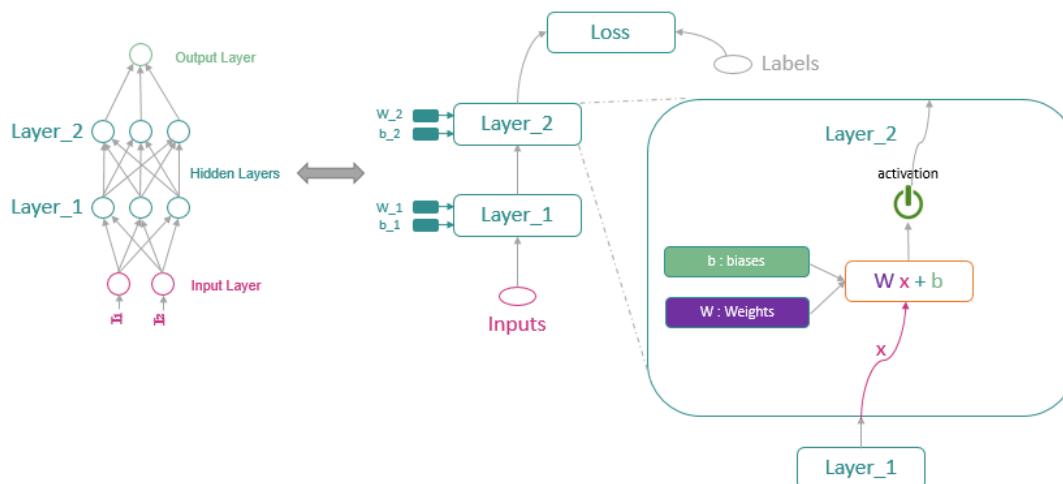 Output Layer
Layer_2
Hidden Layers
Layer_1
Input Layer
I1
I2
Loss
Labels
W_2
b_2
Layer_2
W_1
b_1
Layer_1
Inputs
Layer_2
activation
b : biases
W x + b
W : Weights
x
Layer_1